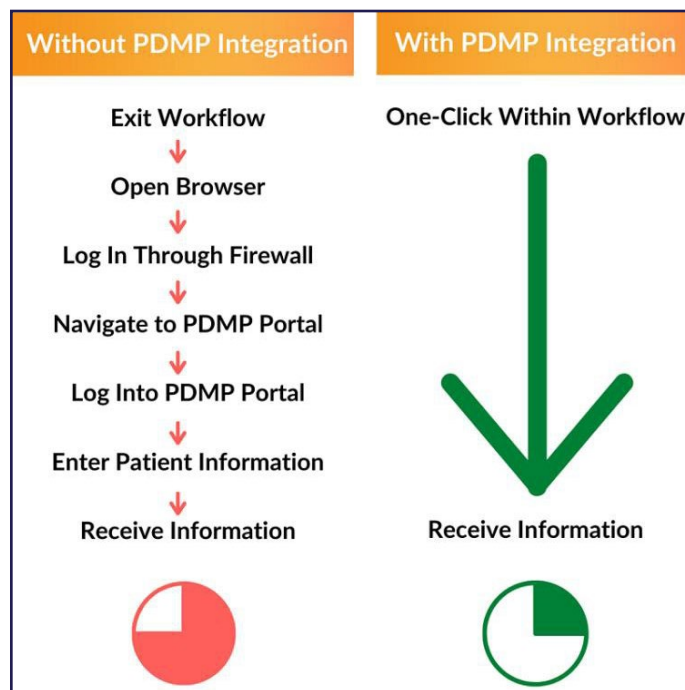 Without PDMP Integration
Exit Workflow
Open Browser
Log In Through Firewall
Navigate to PDMP Portal
Log Into PDMP Portal
Enter Patient Information
Receive Information
With PDMP Integration
One-Click Within Workflow
Receive Information